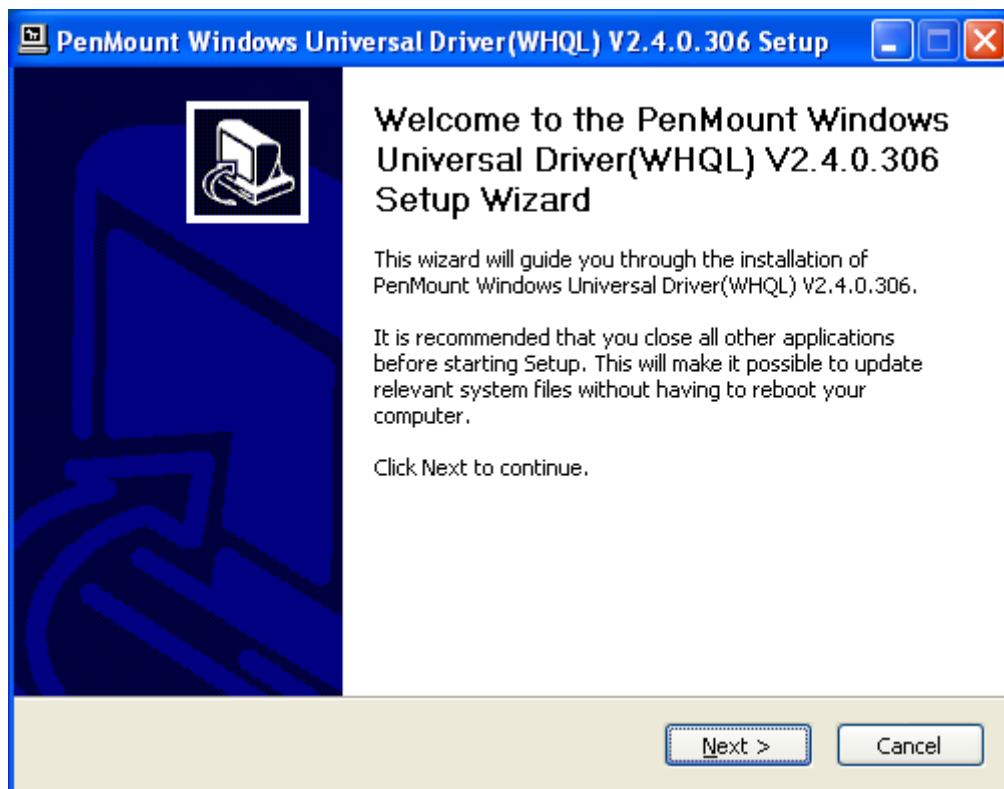 PenMount Windows Universal Driver(WHQL) V2.4.0.306 Setup
Welcome to the PenMount Windows
Universal Driver(WHQL) V2.4.0.306
Setup Wizard
This wizard will guide you through the installation of
PenMount Windows Universal Driver(WHQL) V2.4.0.306.
It is recommended that you close all other applications
before starting Setup. This will make it possible to update
relevant system files without having to reboot your
computer.
Click Next to continue.
Next >
Cancel